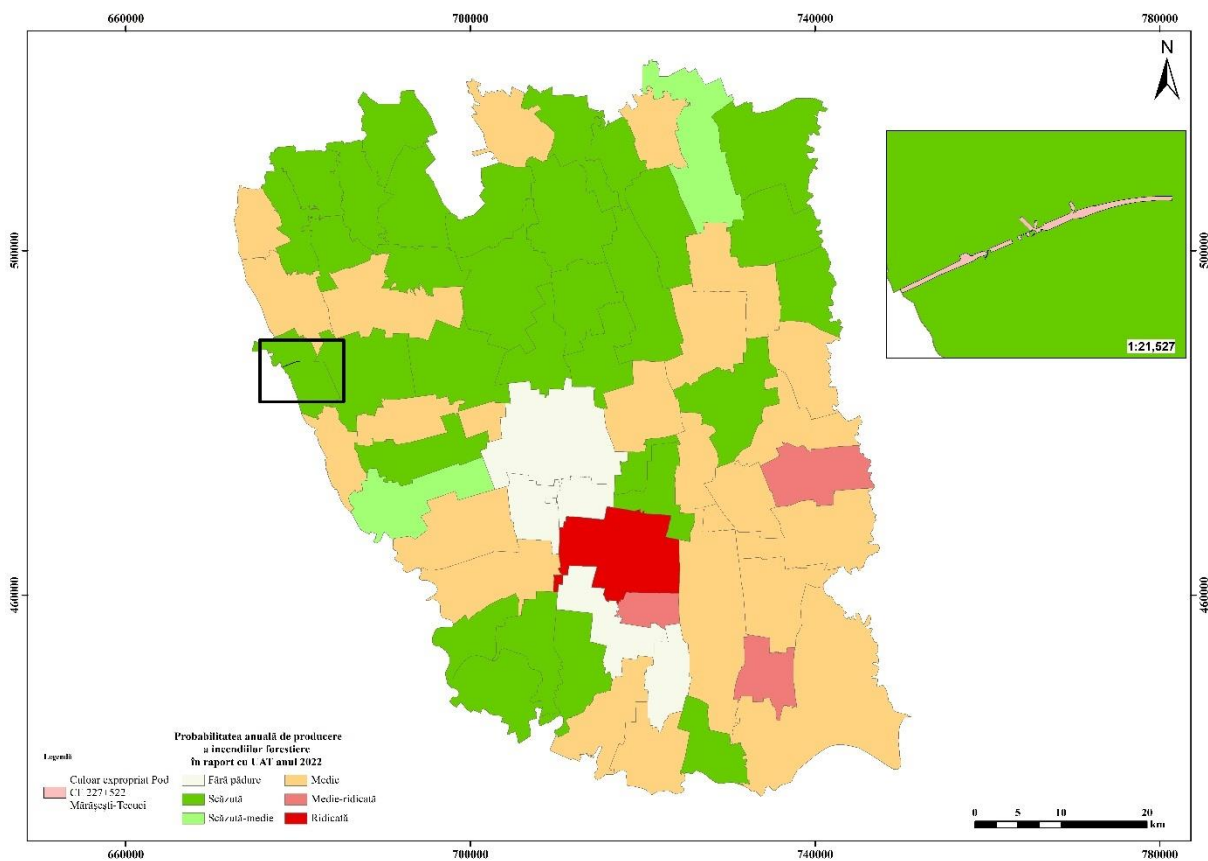 660000
700000
740000
780000
N
500000
500000
1:21,527
460000
460000
Legendă
Culoar expropriat Pod
227+522
Mărășești-Tecuci
Probabilitatea anuală de producere
a incendiilor forestiere
în raport cu UAT anul 2022
Fără pădure
Scăzută
Scăzută-medie
Medie
Medie-ridicată
Ridicată
0
5
10
20
km
660000
700000
740000
780000